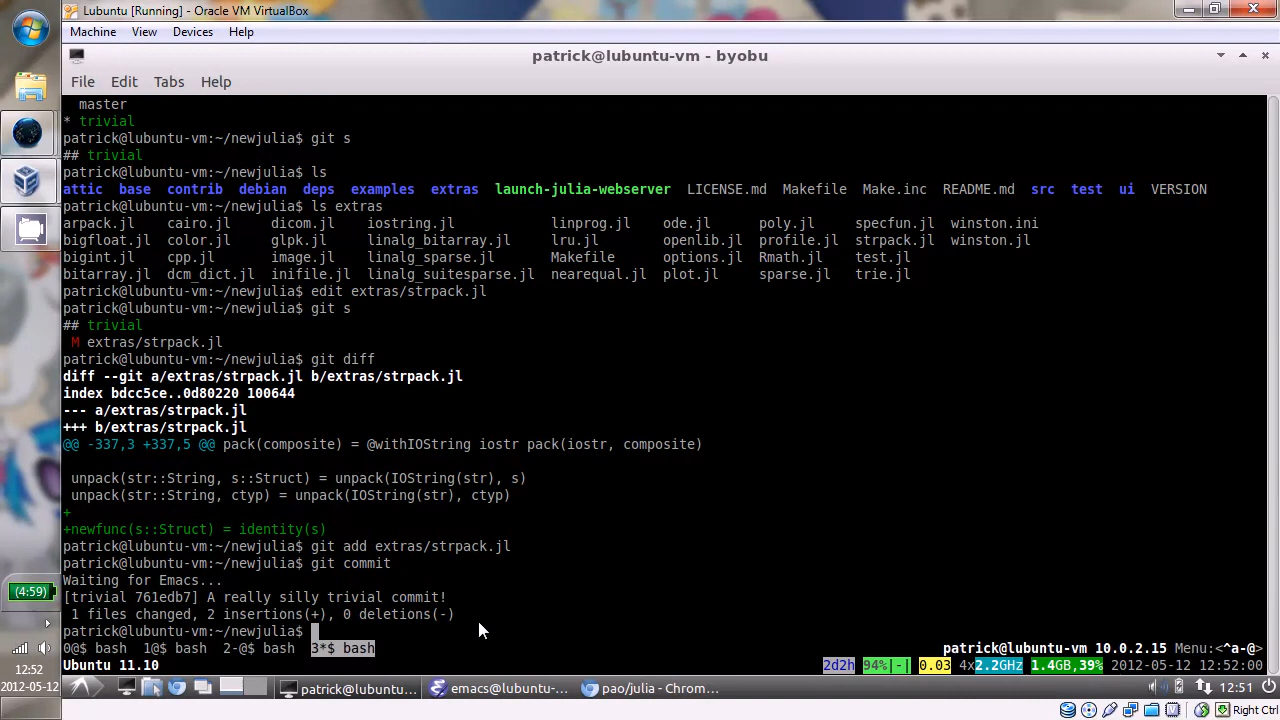 Lubuntu [Running] - Oracle VM VirtualBox
Machine View Devices Help
patrick@lubuntu-vm - byobu
File Edit Tabs Help
master
* trivial
patrick@lubuntu-vm:~/newjulia$ git s
## trivial
patrick@lubuntu-vm:~/newjulia$ ls
attic base contrib debian deps examples extras launch-julia-webserver LICENSE.md Makefile Make.inc README.md src test ui VERSION
patrick@lubuntu-vm:~/newjulia$ ls extras
arpack.jl cairo.jl dicom.jl iostring.jl linprog.jl ode.jl poly.jl specfun.jl winston.ini
bigfloat.jl color.jl glpk.jl linalg_bitarray.jl lru.jl openlib.jl profile.jl strpack.jl winston.jl
bigint.jl cpp.jl image.jl linalg_sparse.jl Makefile options.jl Rmath.jl test.jl
bitarray.jl dcm_dict.jl inifile.jl linalg_suitesparse.jl nearequal.jl plot.jl sparse.jl trie.jl
patrick@lubuntu-vm:~/newjulia$ edit extras/strpack.jl
patrick@lubuntu-vm:~/newjulia$ git s
## trivial
M extras/strpack.jl
patrick@lubuntu-vm:~/newjulia$ git diff
diff --git a/extras/strpack.jl b/extras/strpack.jl
index bdcc5ce..0d80220 100644
--- a/extras/strpack.jl
+++ b/extras/strpack.jl
@@ -337,3 +337,5 @@ pack(composite) = @withIOString iostr pack(iostr, composite)
unpack(str::String, s::Struct) = unpack(IOString(str), s)
unpack(str::String, ctyp) = unpack(IOString(str), ctyp)
+
+newfunc(s::Struct) = identity(s)
patrick@lubuntu-vm:~/newjulia$ git add extras/strpack.jl
patrick@lubuntu-vm:~/newjulia$ git commit
Waiting for Emacs...
[trivial 761edb7] A really silly trivial commit!
1 files changed, 2 insertions(+), 0 deletions(-)
patrick@lubuntu-vm:~/newjulia$
0@$ bash 1@$ bash 2-@$ bash 3*$ bash patrick@lubuntu-vm 10.0.2.15 Menu:<^a-@>
Ubuntu 11.10 2d2h 94%|-| 0.03 4x2.2GHz 1.4GB,39% 2012-05-12 12:52:00
patrick@lubuntu... emacs@lubuntu-... pao/julia - Chrom... 12:51
Right Ctrl
(4:59)
12:52
2012-05-12